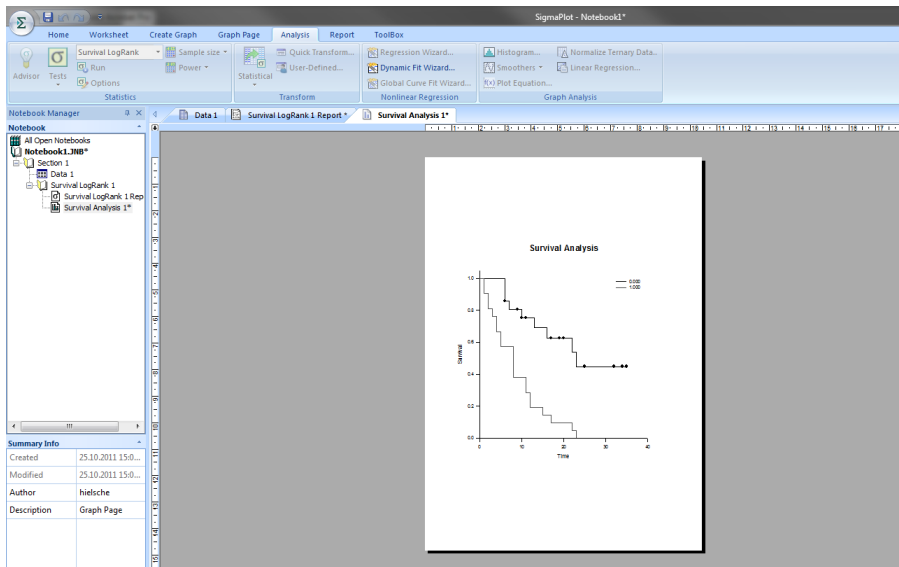 SigmaPlot - Notebook1*
Home Worksheet Create Graph Graph Page Analysis Report ToolBox
Advisor
Tests
Survival LogRank
Run
Options
Sample size
Power
Statistics
Statistical
Quick Transform...
User-Defined...
Transform
Regression Wizard...
Dynamic Fit Wizard...
Global Curve Fit Wizard...
Nonlinear Regression
Histogram...
Smoothers
Plot Equation...
Normalize Ternary Data..
Linear Regression...
Graph Analysis
Notebook Manager
Notebook
All Open Notebooks
Notebook1.JNB*
Section 1
Data 1
Survival LogRank 1
Survival LogRank 1 Rep
Survival Analysis 1*
Summary Info
Created 25.10.2011 15:0...
Modified 25.10.2011 15:0...
Author hielsche
Description Graph Page
Data 1 Survival LogRank 1 Report * Survival Analysis 1*
Survival Analysis
0.000
1.000
Survival
1.0
0.8
0.6
0.4
0.2
0.0
0 10 20 30 40
Time